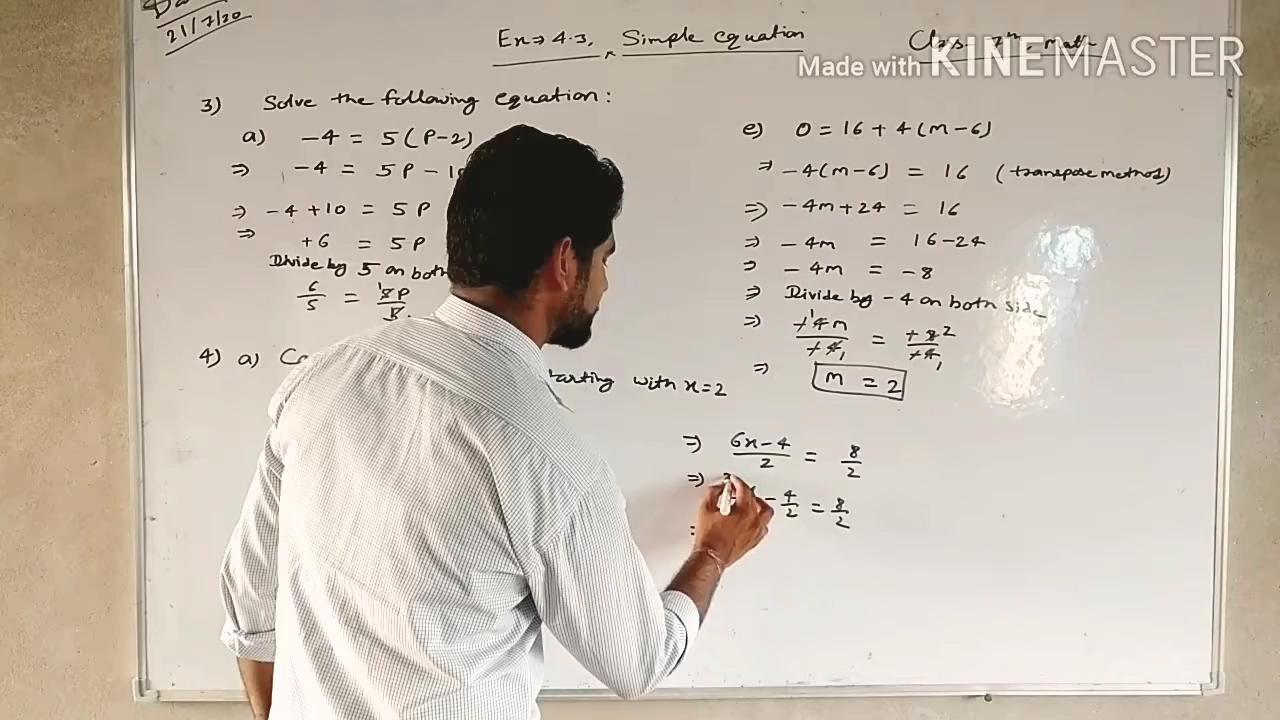 21/7/20
Ex⇒ 4.3, Simple equation
Class 7th, math
Made with KINEMASTER
3) Solve the following equation:
a) -4 = 5(P-2)
⇒ -4 = 5P - 10
⇒ -4+10 = 5P
⇒ +6 = 5P
Divide by 5 on both
6/5 = 5P/5
4) a)
starting with x=2
e) 0 = 16 + 4(m-6)
⇒ -4(m-6) = 16 (transpose method)
⇒ -4m+24 = 16
⇒ -4m = 16-24
⇒ -4m = -8
⇒ Divide by -4 on both side
⇒ -4m/-4 = -8/-4
⇒ m = 2
⇒ 6x-4/2 = 8/2
⇒ - 4/2 = 8/2